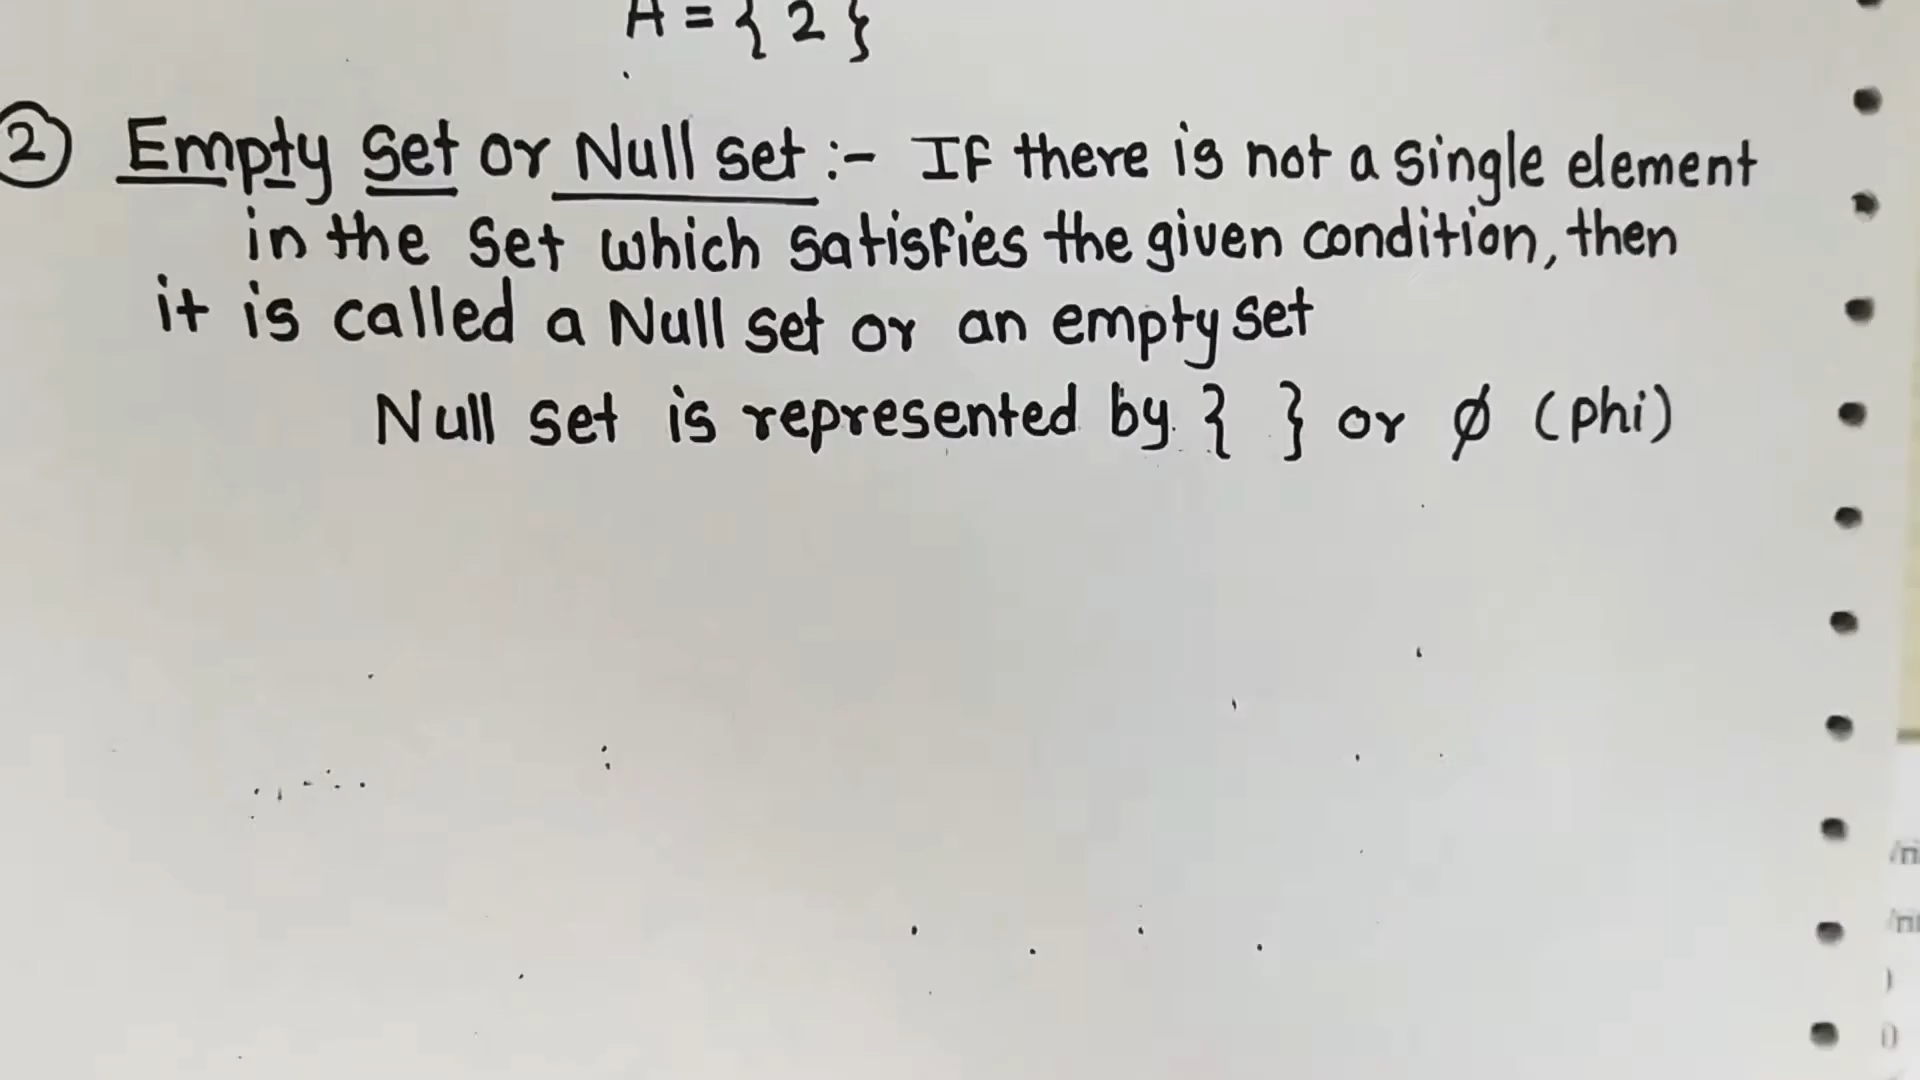 A = { 2 }
② Empty set or Null set :- If there is not a single element
in the set which satisfies the given condition, then
it is called a Null set or an empty set
Null set is represented by { } or ϕ (phi)